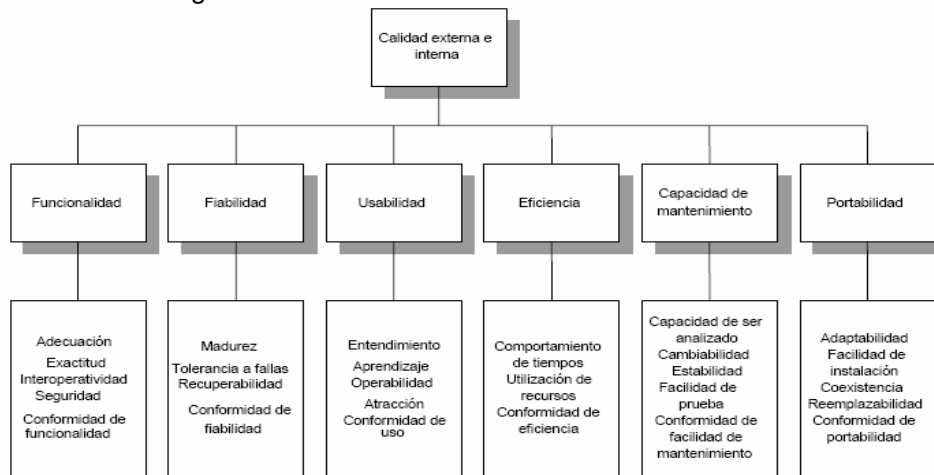 Calidad externa e
interna
Funcionalidad
Fiabilidad
Usabilidad
Eficiencia
Capacidad de
mantenimiento
Portabilidad
Adecuación
Exactitud
Interoperatividad
Seguridad
Conformidad de
funcionalidad
Madurez
Tolerancia a fallas
Recuperabilidad
Conformidad de
fiabilidad
Entendimiento
Aprendizaje
Operabilidad
Atracción
Conformidad de
uso
Comportamiento
de tiempos
Utilización de
recursos
Conformidad de
eficiencia
Capacidad de ser
analizado
Cambiabilidad
Estabilidad
Facilidad de
prueba
Conformidad de
facilidad de
mantenimiento
Adaptabilidad
Facilidad de
instalación
Coexistencia
Reemplazabilidad
Conformidad de
portabilidad